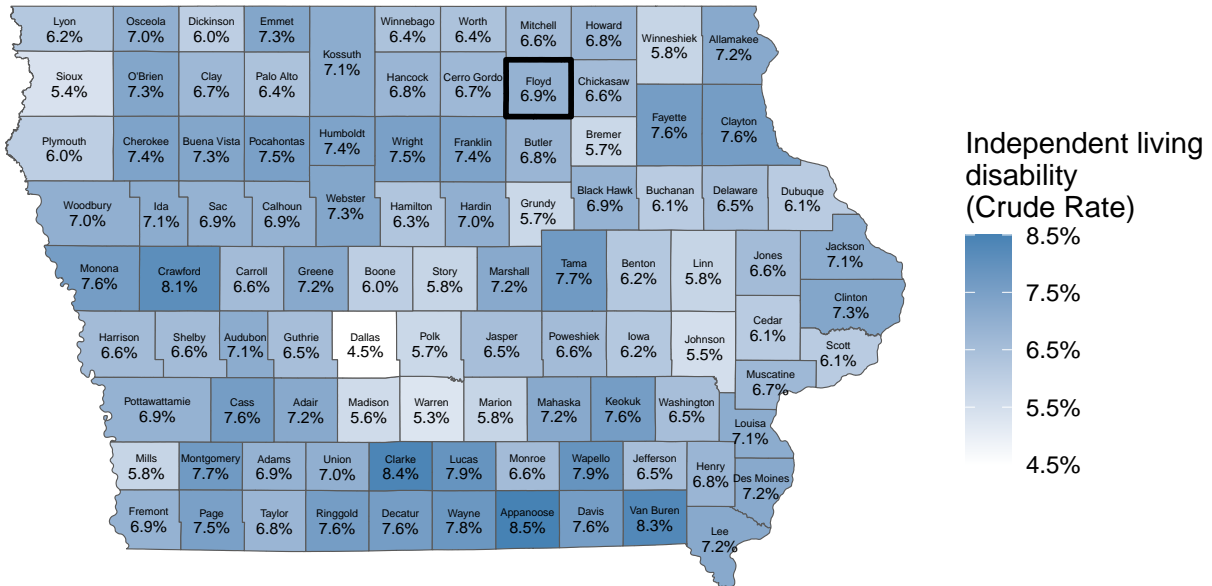 Lyon
6.2%
Osceola
7.0%
Dickinson
6.0%
Emmet
7.3%
Kossuth
7.1%
Winnebago
6.4%
Worth
6.4%
Mitchell
6.6%
Howard
6.8%
Winneshiek
5.8%
Allamakee
7.2%
Sioux
5.4%
O'Brien
7.3%
Clay
6.7%
Palo Alto
6.4%
Hancock
6.8%
Cerro Gordo
6.7%
Floyd
6.9%
Chickasaw
6.6%
Fayette
7.6%
Clayton
7.6%
Plymouth
6.0%
Cherokee
7.4%
Buena Vista
7.3%
Pocahontas
7.5%
Humboldt
7.4%
Wright
7.5%
Franklin
7.4%
Butler
6.8%
Bremer
5.7%
Woodbury
7.0%
Ida
7.1%
Sac
6.9%
Calhoun
6.9%
Webster
7.3%
Hamilton
6.3%
Hardin
7.0%
Grundy
5.7%
Black Hawk
6.9%
Buchanan
6.1%
Delaware
6.5%
Dubuque
6.1%
Monona
7.6%
Crawford
8.1%
Carroll
6.6%
Greene
7.2%
Boone
6.0%
Story
5.8%
Marshall
7.2%
Tama
7.7%
Benton
6.2%
Linn
5.8%
Jones
6.6%
Jackson
7.1%
Clinton
7.3%
Harrison
6.6%
Shelby
6.6%
Audubon
7.1%
Guthrie
6.5%
Dallas
4.5%
Polk
5.7%
Jasper
6.5%
Poweshiek
6.6%
Iowa
6.2%
Johnson
5.5%
Cedar
6.1%
Scott
6.1%
Muscatine
6.7%
Pottawattamie
6.9%
Cass
7.6%
Adair
7.2%
Madison
5.6%
Warren
5.3%
Marion
5.8%
Mahaska
7.2%
Keokuk
7.6%
Washington
6.5%
Louisa
7.1%
Mills
5.8%
Montgomery
7.7%
Adams
6.9%
Union
7.0%
Clarke
8.4%
Lucas
7.9%
Monroe
6.6%
Wapello
7.9%
Jefferson
6.5%
Henry
6.8%
Des Moines
7.2%
Fremont
6.9%
Page
7.5%
Taylor
6.8%
Ringgold
7.6%
Decatur
7.6%
Wayne
7.8%
Appanoose
8.5%
Davis
7.6%
Van Buren
8.3%
Lee
7.2%
Independent living
disability
(Crude Rate)
8.5%
7.5%
6.5%
5.5%
4.5%